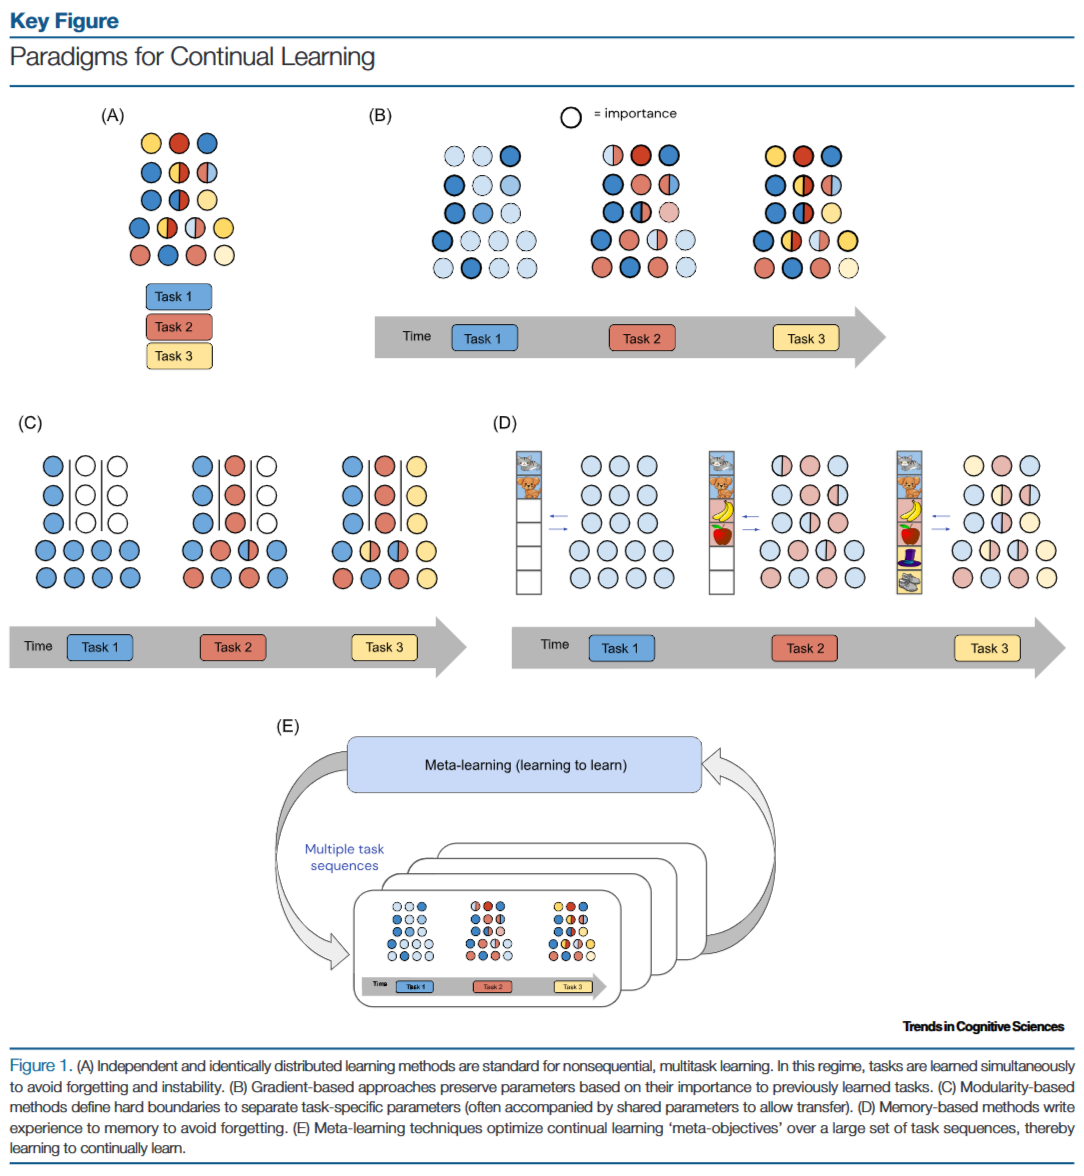 Key Figure
Paradigms for Continual Learning
(A)
Task 1
Task 2
Task 3
(B)
= importance
Time
Task 1
Task 2
Task 3
(C)
Time
Task 1
Task 2
Task 3
(D)
Time
Task 1
Task 2
Task 3
(E)
Meta-learning (learning to learn)
Multiple task
sequences
Time
Task 1
Task 2
Task 3
Trends in Cognitive Sciences
Figure 1. (A) Independent and identically distributed learning methods are standard for nonsequential, multitask learning. In this regime, tasks are learned simultaneously
to avoid forgetting and instability. (B) Gradient-based approaches preserve parameters based on their importance to previously learned tasks. (C) Modularity-based
methods define hard boundaries to separate task-specific parameters (often accompanied by shared parameters to allow transfer). (D) Memory-based methods write
experience to memory to avoid forgetting. (E) Meta-learning techniques optimize continual learning ‘meta-objectives’ over a large set of task sequences, thereby
learning to continually learn.